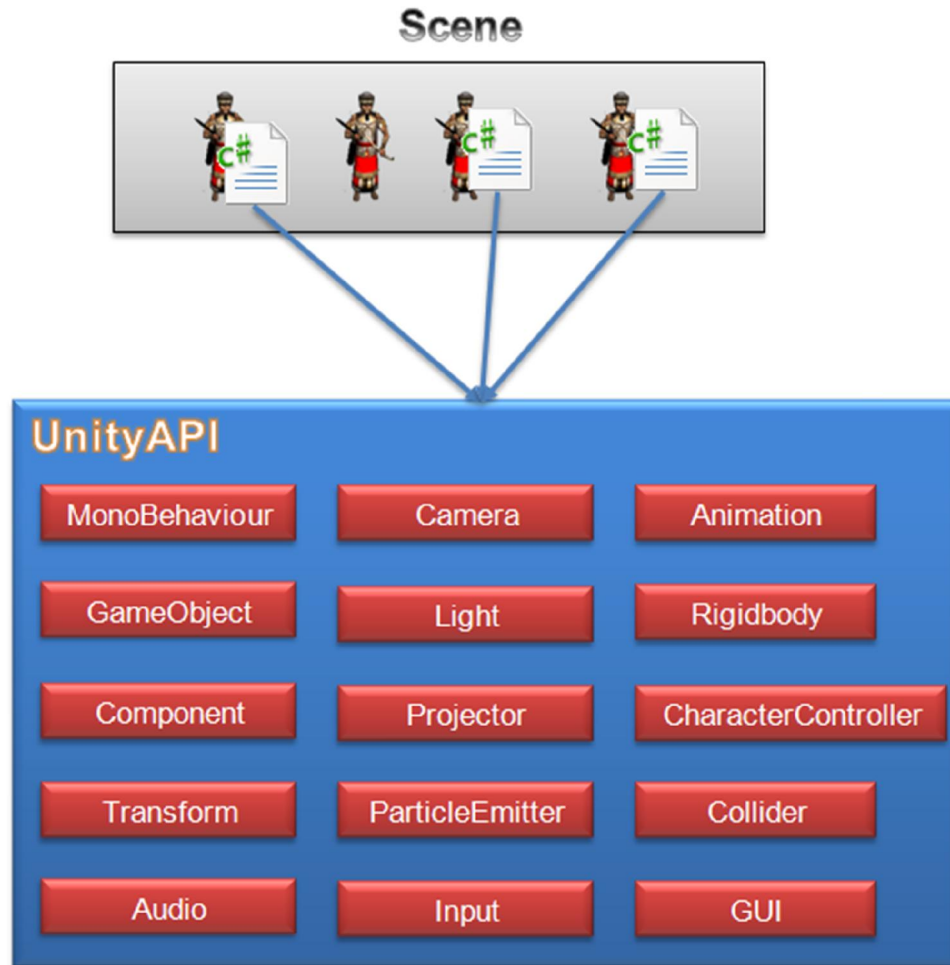 Scene
C#
C#
C#
UnityAPI
MonoBehaviour
Camera
Animation
GameObject
Light
Rigidbody
Component
Projector
CharacterController
Transform
ParticleEmitter
Collider
Audio
Input
GUI